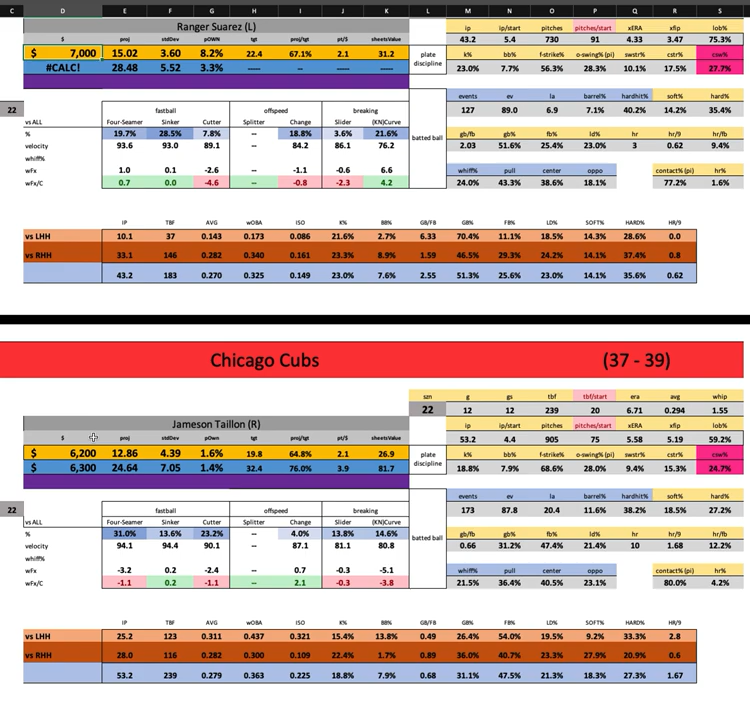 C D E F G H I J K L M N O P Q R S
Ranger Suarez (L) ip ip/start pitches pitches/start xERA xfip lob%
43.2 5.4 730 91 4.33 3.47 75.3%
$ proj stdDev pOWN tgt proj/tgt pt/$ sheetsValue
$ 7,000 15.02 3.60 8.2% 22.4 67.1% 2.1 31.2 plate discipline k% bb% f-strike% o-swing% (pi) swstr% cstr% csw%
#CALC! 28.48 5.52 3.3% ---- -- ---- ---- 23.0% 7.7% 56.3% 28.3% 10.1% 17.5% 27.7%
events ev la barrel% hardhit% soft% hard%
22 fastball offspeed breaking 127 89.0 6.9 7.1% 40.2% 14.2% 35.4%
vs ALL Four-Seamer Sinker Cutter Splitter Change Slider (KN)Curve
% 19.7% 28.5% 7.8% -- 18.8% 3.6% 21.6% batted ball gb/fb gb% fb% ld% hr hr/9 hr/fb
velocity 93.6 93.0 89.1 -- 84.2 86.1 76.2 2.03 51.6% 25.4% 23.0% 3 0.62 9.4%
whiff%
wFx 1.0 0.1 -2.6 -1.1 -0.6 6.6 whiff% pull center oppo contact% (pi) hr%
wFx/C 0.7 0.0 -4.6 -- -0.8 -2.3 4.2 24.0% 43.3% 38.6% 18.1% 77.2% 1.6%
IP TBF AVG wOBA ISO K% BB% GB/FB GB% FB% LD% SOFT% HARD% HR/9
vs LHH 10.1 37 0.143 0.173 0.086 21.6% 2.7% 6.33 70.4% 11.1% 18.5% 14.3% 28.6% 0.0
vs RHH 33.1 146 0.282 0.340 0.161 23.3% 8.9% 1.59 46.5% 29.3% 24.2% 14.1% 37.4% 0.8
43.2 183 0.270 0.325 0.149 23.0% 7.6% 2.55 51.3% 25.6% 23.0% 14.1% 35.6% 0.62
Chicago Cubs (37 - 39)
szn g gs tbf tbf/start era avg whip
22 12 12 239 20 6.71 0.294 1.55
Jameson Taillon (R) ip ip/start pitches pitches/start xERA xfip lob%
53.2 4.4 905 75 5.58 5.19 59.2%
$ proj stdDev pOwn tgt proj/tgt pt/$ sheetsValue
$ 6,200 12.86 4.39 1.6% 19.8 64.8% 2.1 26.9 plate discipline k% bb% f-strike% o-swing% (pi) swstr% cstr% csw%
$ 6,300 24.64 7.05 1.4% 32.4 76.0% 3.9 81.7 18.8% 7.9% 68.6% 28.0% 9.4% 15.3% 24.7%
events ev la barrel% hardhit% soft% hard%
22 fastball offspeed breaking 173 87.8 20.4 11.6% 38.2% 18.5% 27.2%
vs ALL Four-Seamer Sinker Cutter Splitter Change Slider (KN)Curve
% 31.0% 13.6% 23.2% -- 4.0% 13.8% 14.6% batted ball gb/fb gb% fb% ld% hr hr/9 hr/fb
velocity 94.1 94.4 90.1 -- 87.1 81.1 80.8 0.66 31.2% 47.4% 21.4% 10 1.68 12.2%
whiff%
wFx -3.2 0.2 -2.4 0.7 -0.3 -5.1 whiff% pull center oppo contact% (pi) hr%
wFx/C -1.1 0.2 -1.1 -- 2.1 -0.3 -3.8 21.5% 36.4% 40.5% 23.1% 80.0% 4.2%
IP TBF AVG wOBA ISO K% BB% GB/FB GB% FB% LD% SOFT% HARD% HR/9
vs LHH 25.2 123 0.311 0.437 0.321 15.4% 13.8% 0.49 26.4% 54.0% 19.5% 9.2% 33.3% 2.8
vs RHH 28.0 116 0.282 0.300 0.109 22.4% 1.7% 0.89 36.0% 40.7% 23.3% 27.9% 20.9% 0.6
53.2 239 0.279 0.363 0.225 18.8% 7.9% 0.68 31.1% 47.5% 21.3% 18.3% 27.3% 1.67